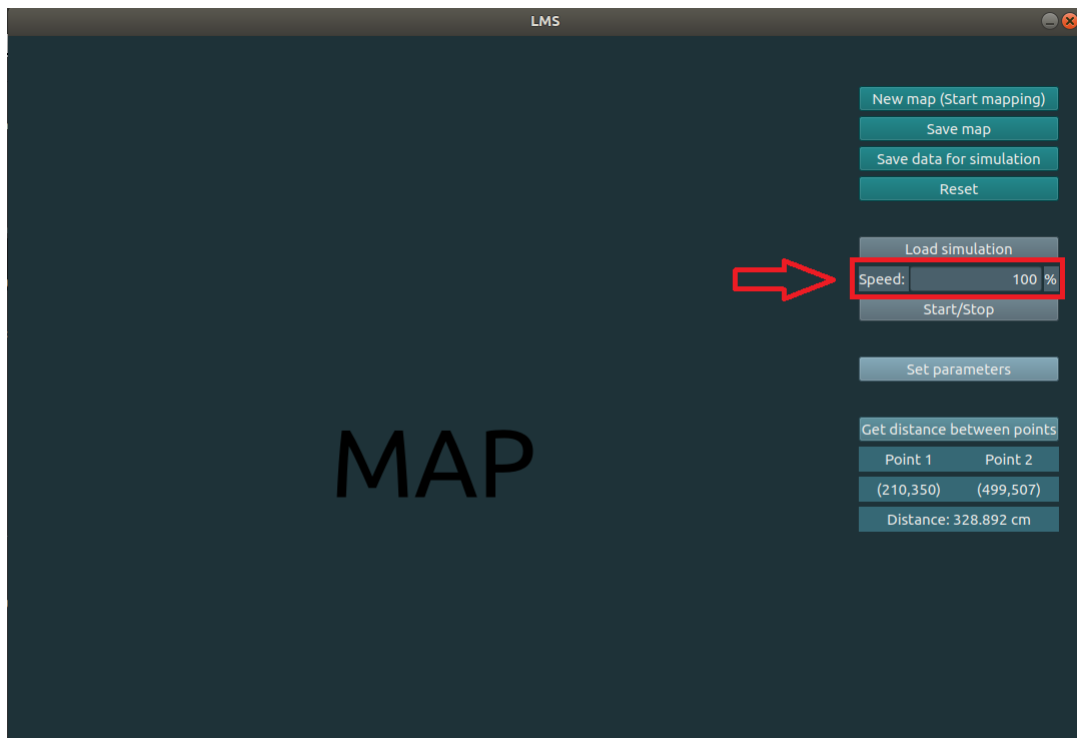 LMS
New map (Start mapping)
Save map
Save data for simulation
Reset
Load simulation
Speed: 100 %
Start/Stop
Set parameters
Get distance between points
Point 1 Point 2
(210,350) (499,507)
Distance: 328.892 cm
MAP